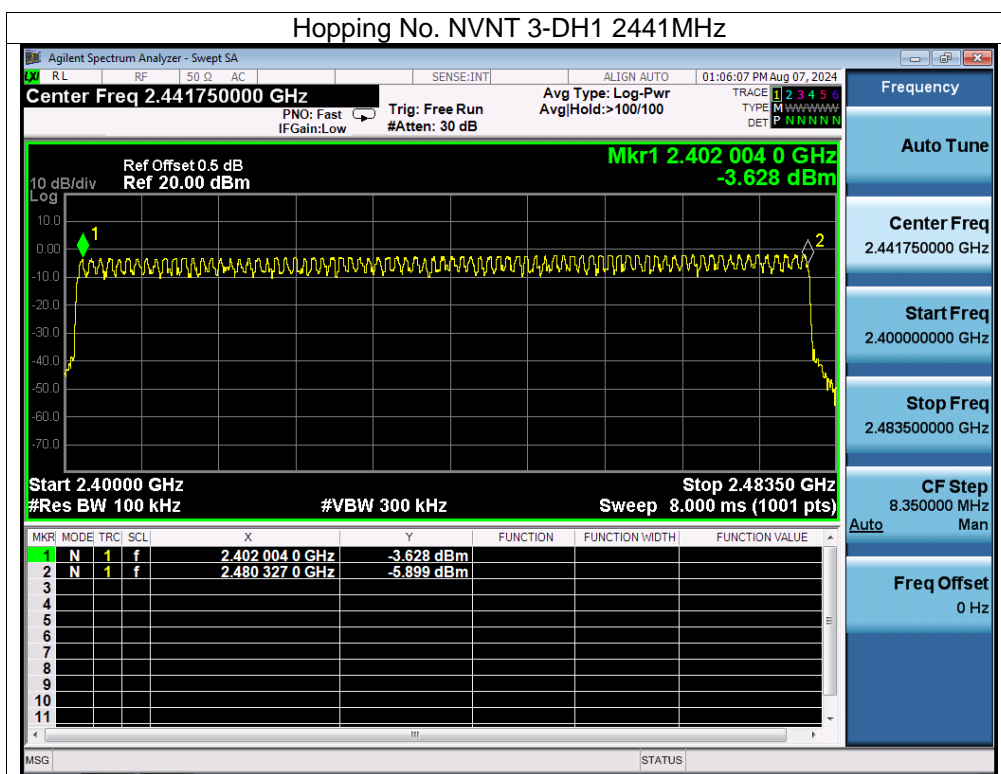 Hopping No. NVNT 3-DH1 2441MHz
Agilent Spectrum Analyzer - Swept SA
LXI RL RF 50 Ω AC SENSE:INT ALIGN AUTO 01:06:07 PM Aug 07, 2024
Center Freq 2.441750000 GHz
PNO: Fast
IFGain:Low
Trig: Free Run
#Atten: 30 dB
Avg Type: Log-Pwr
Avg|Hold:>100/100
TRACE 1 2 3 4 5 6
TYPE M WWWWW
DET P N N N N N
Frequency
Auto Tune
Center Freq
2.441750000 GHz
Start Freq
2.400000000 GHz
Stop Freq
2.483500000 GHz
CF Step
8.350000 MHz
Auto Man
Freq Offset
0 Hz
Mkr1 2.402 004 0 GHz
-3.628 dBm
Ref Offset 0.5 dB
10 dB/div Ref 20.00 dBm
Log
10.0
0.00
-10.0
-20.0
-30.0
-40.0
-50.0
-60.0
-70.0
1
2
Start 2.40000 GHz Stop 2.48350 GHz
#Res BW 100 kHz #VBW 300 kHz Sweep 8.000 ms (1001 pts)
MKR MODE TRC SCL X Y FUNCTION FUNCTION WIDTH FUNCTION VALUE
1 N 1 f 2.402 004 0 GHz -3.628 dBm
2 N 1 f 2.480 327 0 GHz -5.899 dBm
3
4
5
6
7
8
9
10
11
MSG STATUS